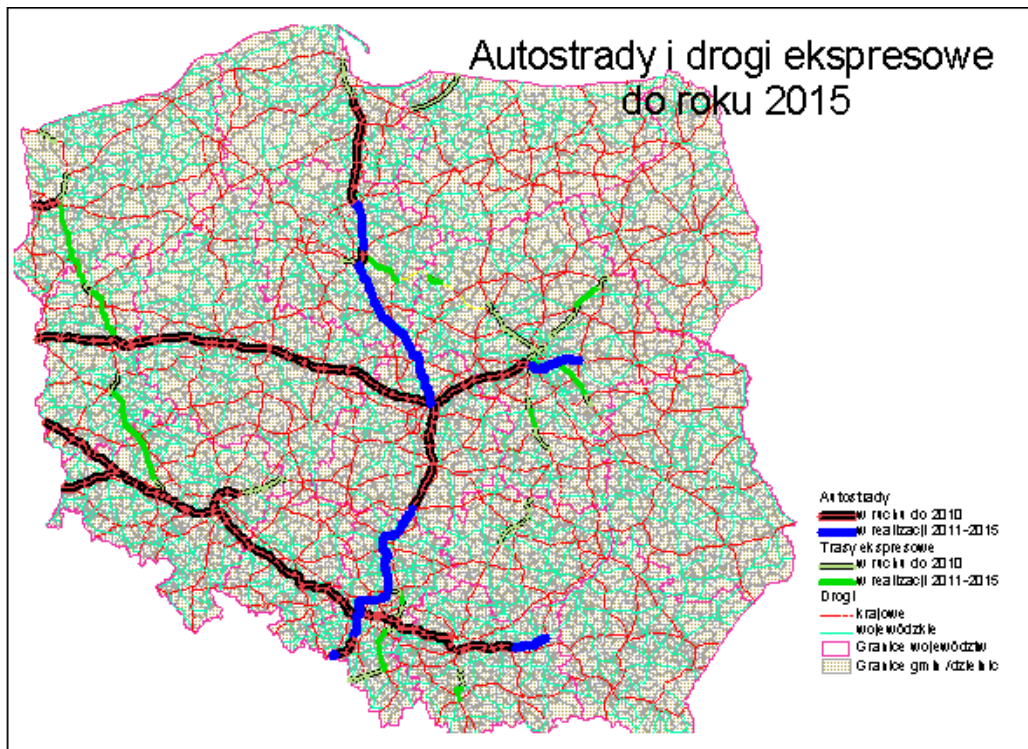 Autostrady i drogi ekspresowe
do roku 2015
Autostrady
w ruchu do 2010
w realizacji 2011-2015
Trasy ekspresowe
w ruchu do 2010
w realizacji 2011-2015
Drogi
krajowe
wojewódzkie
Granice województw
Granice gmin /dzielnic